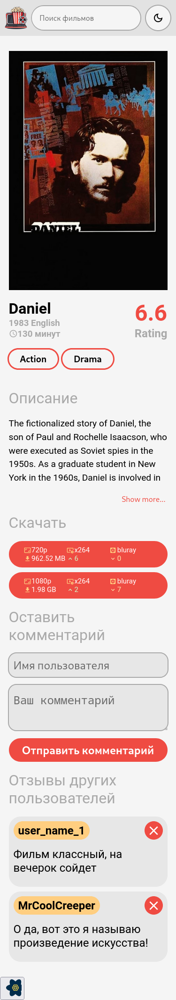 Поиск фильмов
FREE
THEM
DANIEL
Daniel
6.6
1983 English
130 минут
Rating
Action
Drama
Описание
The fictionalized story of Daniel, the
son of Paul and Rochelle Isaacson, who
were executed as Soviet spies in the
1950s. As a graduate student in New
York in the 1960s, Daniel is involved in
Show more...
Скачать
720p x264 bluray
962.52 MB 6 0
1080p x264 bluray
1.98 GB 2 7
Оставить
комментарий
Имя пользователя
Ваш комментарий
Отправить комментарий
Отзывы других
пользователей
user_name_1
Фильм классный, на
вечерок сойдет
MrCoolCreeper
О да, вот это я называю
произведение искусства!